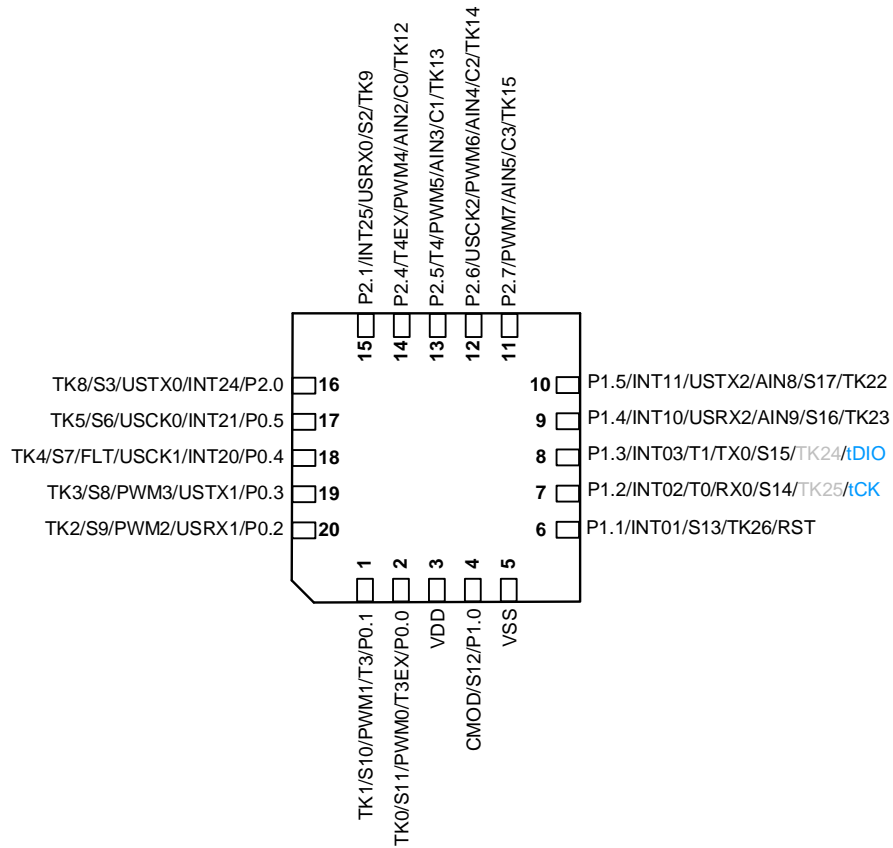 P2.1/INT25/USRX0/S2/TK9
P2.4/T4EX/PWM4/AIN2/C0/TK12
P2.5/T4/PWM5/AIN3/C1/TK13
P2.6/USCK2/PWM6/AIN4/C2/TK14
P2.7/PWM7/AIN5/C3/TK15
15
14
13
12
11
TK8/S3/USTX0/INT24/P2.0
16
TK5/S6/USCK0/INT21/P0.5
17
TK4/S7/FLT/USCK1/INT20/P0.4
18
TK3/S8/PWM3/USTX1/P0.3
19
TK2/S9/PWM2/USRX1/P0.2
20
10
P1.5/INT11/USTX2/AIN8/S17/TK22
9
P1.4/INT10/USRX2/AIN9/S16/TK23
8
P1.3/INT03/T1/TX0/S15/TK24/tDIO
7
P1.2/INT02/T0/RX0/S14/TK25/tCK
6
P1.1/INT01/S13/TK26/RST
1
2
3
4
5
TK1/S10/PWM1/T3/P0.1
TK0/S11/PWM0/T3EX/P0.0
VDD
CMOD/S12/P1.0
VSS